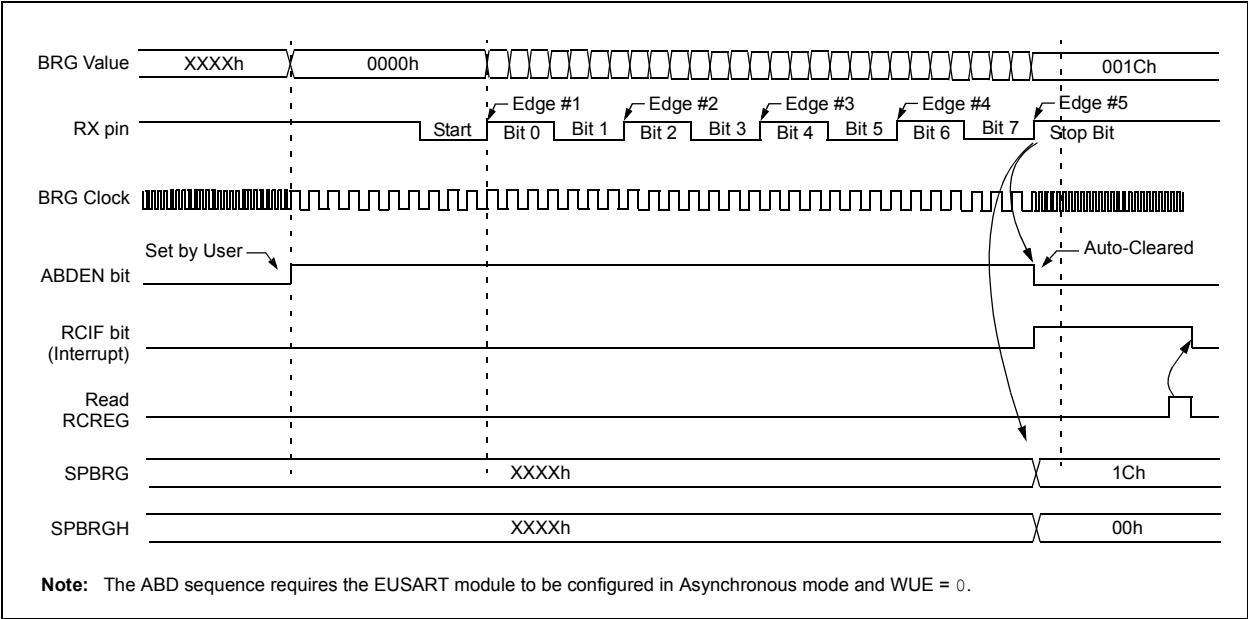 BRG Value
XXXXh
0000h
001Ch
Edge #1
Edge #2
Edge #3
Edge #4
Edge #5
RX pin
Start
Bit 0
Bit 1
Bit 2
Bit 3
Bit 4
Bit 5
Bit 6
Bit 7
Stop Bit
BRG Clock
Set by User
Auto-Cleared
ABDEN bit
RCIF bit
(Interrupt)
Read
RCREG
SPBRG
XXXXh
1Ch
SPBRGH
XXXXh
00h
Note: The ABD sequence requires the EUSART module to be configured in Asynchronous mode and WUE = 0.